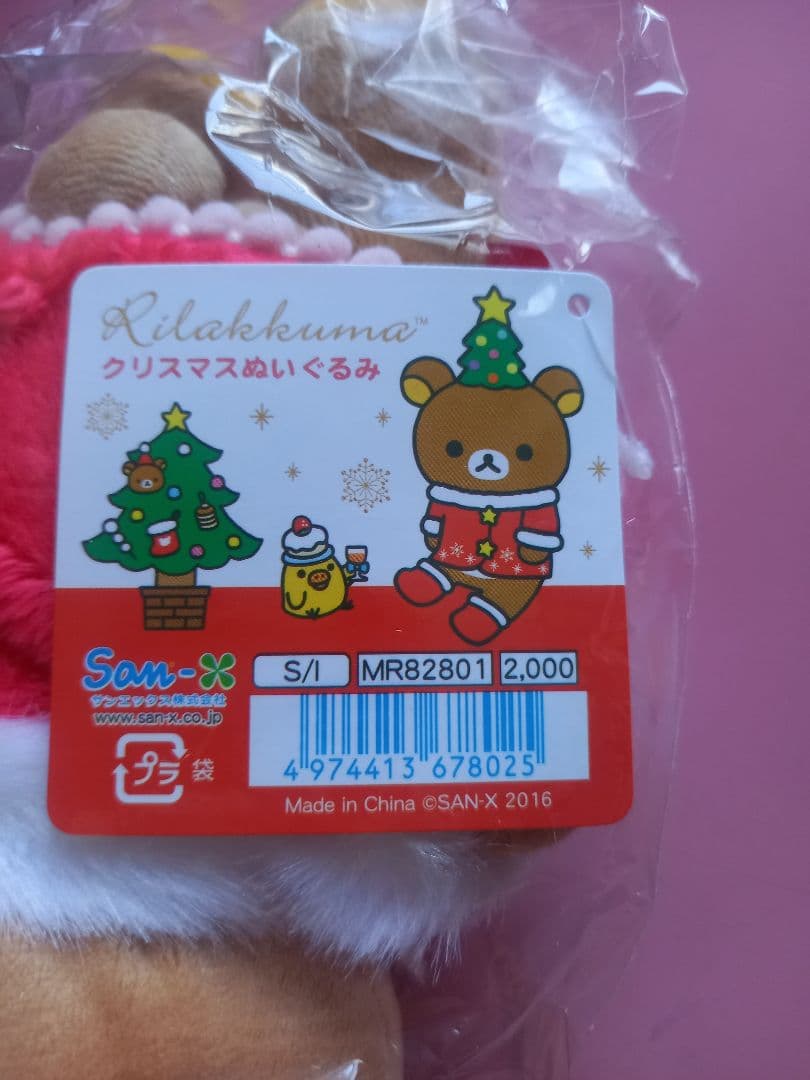 Rilakkuma™
クリスマスぬいぐるみ
San-X
サンエックス株式会社
www.san-x.co.jp
S/I
MR82801
2,000
プラ
袋
4 974413 678025
Made in China ©SAN-X 2016